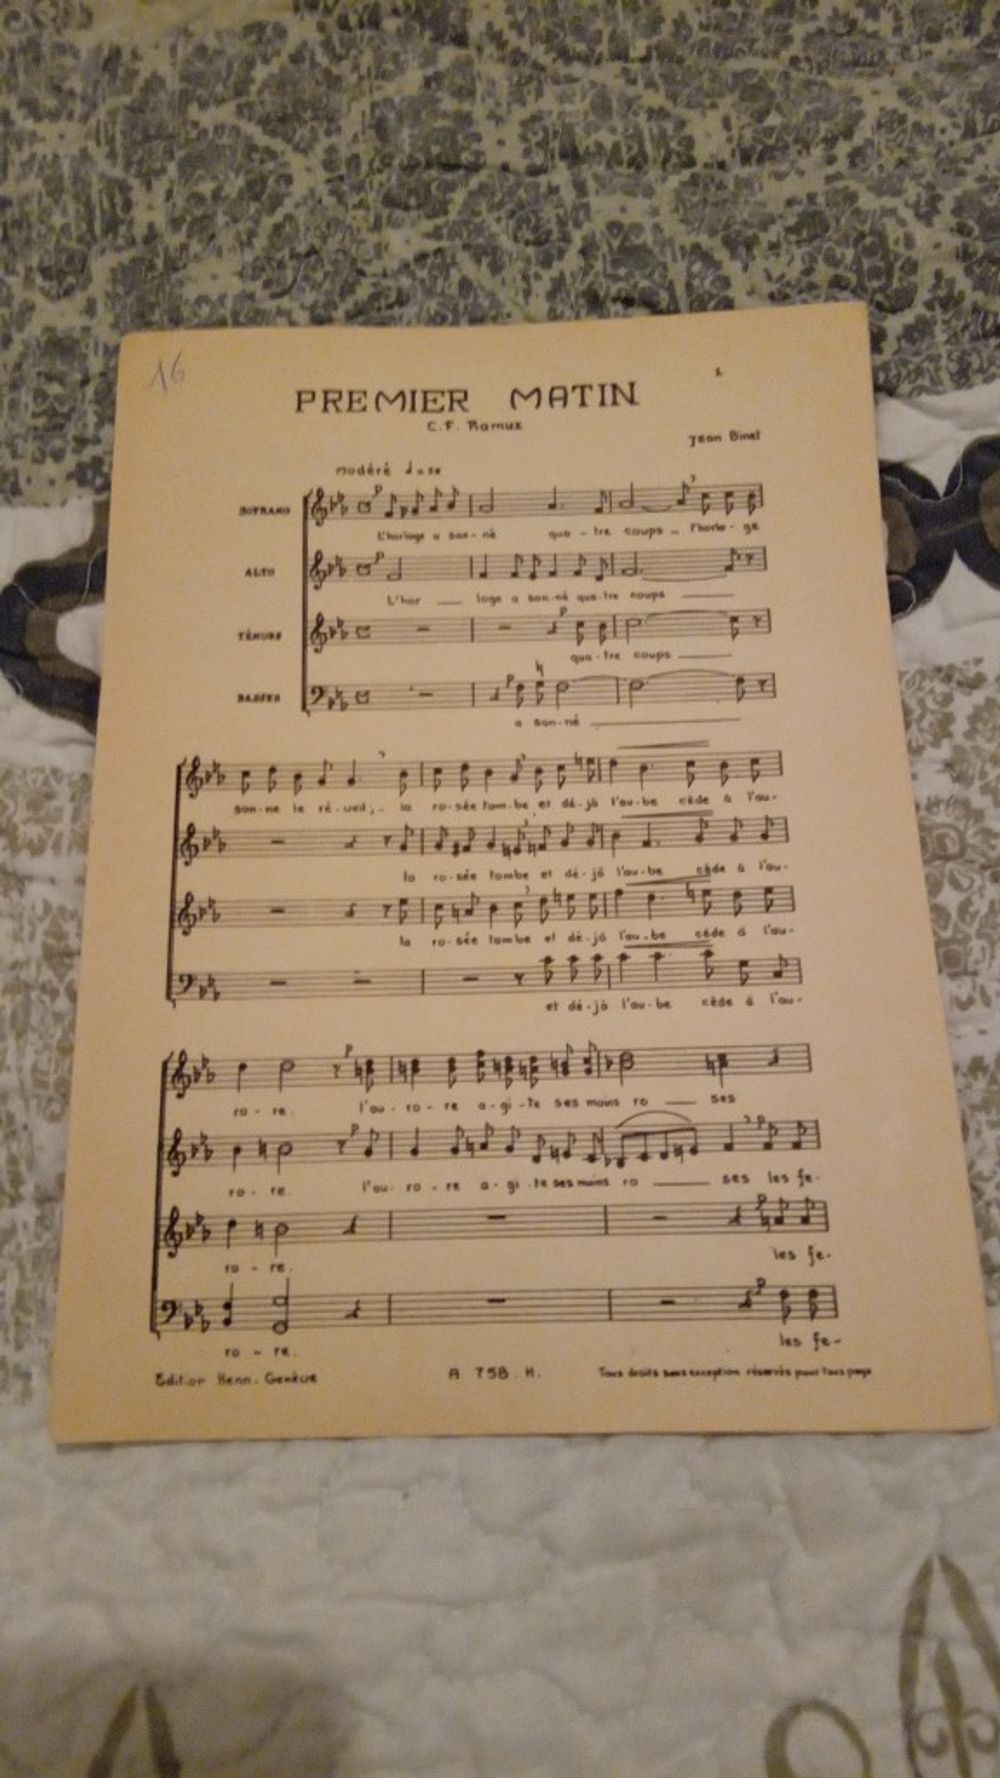 16
1
PREMIER MATIN
C.F. Ramuz
Jean Binet
modéré
SOPRANO
L'horloge a son-né qua-tre coups l'horlo-ge
ALTO
L'hor loge a son-né qua-tre coups
TÉNORS
qua-tre coups
BASSES
a son-né
son-ne le ré-veil, la ro-sée tom-be et dé-jà l'au-be cède à l'au-
la ro-sée tombe et dé-jà l'au-be cède à l'au-
la ro-sée tom-be et dé-jà l'au-be cède à l'au-
et dé-jà l'au-be cède à l'au-
ro-re. l'au-ro-re a-gi-te ses mains ro ses
ro-re. l'au-ro-re a-gi-te ses mains ro ses les fe-
ro-re. les fe-
ro-re. les fe-
Edition Henn. Genève A 758. H. Tous droits sans exception réservés pour tous pays